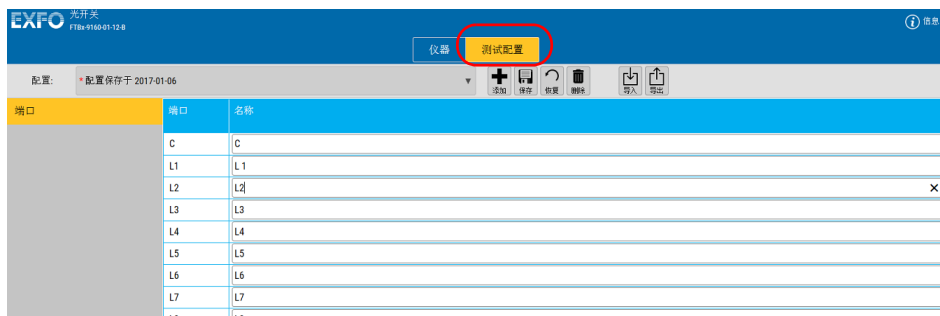 EXFO 光开关
FTBx-9160-01-12-B
信息
仪器 测试配置
配置: * 配置保存于 2017-01-06
添加 保存 恢复 删除 导入 导出
端口 端口 名称
C C
L1 L 1
L2 L2
L3 L3
L4 L4
L5 L5
L6 L6
L7 L7